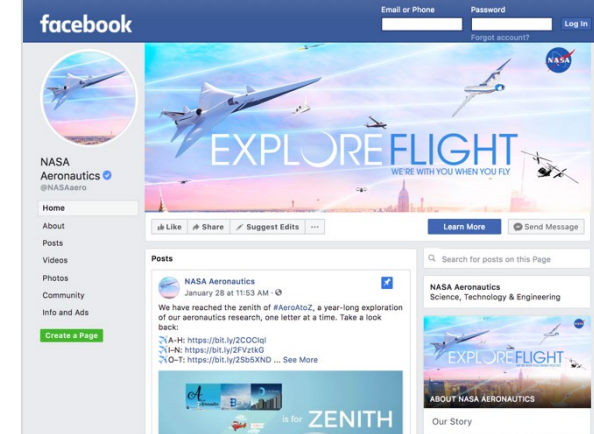 facebook
Email or Phone
Password
Log In
Forgot account?
NASA
EXPLORE FLIGHT
WE'RE WITH YOU WHEN YOU FLY
NASA
Aeronautics
@NASAaero
Home
About
Posts
Videos
Photos
Community
Info and Ads
Create a Page
Like
Share
Suggest Edits
...
Learn More
Send Message
Posts
NASA Aeronautics
January 28 at 11:53 AM ·
We have reached the zenith of #AeroAtoZ, a year-long exploration
of our aeronautics research, one letter at a time. Take a look
back:
A-H: https://bit.ly/2COCIql
I–N: https://bit.ly/2FVztkG
O–T: https://bit.ly/2Sb5XND ... See More
A
B
is for ZENITH
Search for posts on this Page
NASA Aeronautics
Science, Technology & Engineering
EXPLORE FLIGHT
ABOUT NASA AERONAUTICS
Our Story